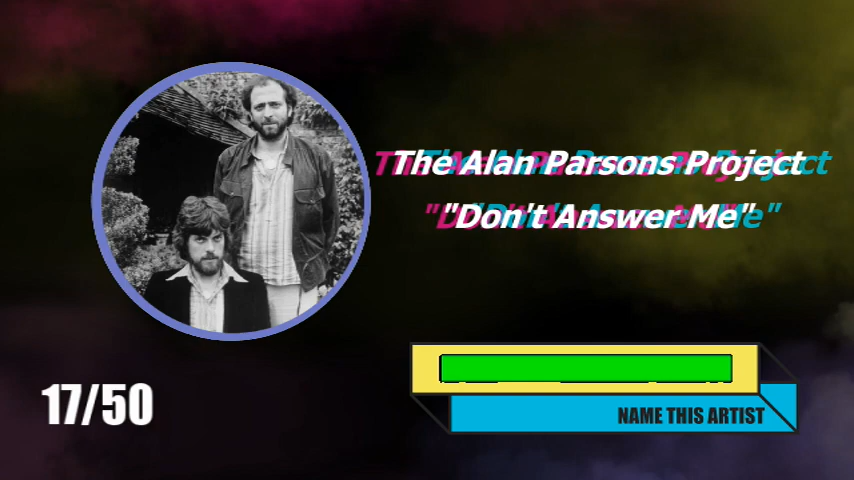 The Alan Parsons Project
"Don't Answer Me"
17/50
NAME THIS ARTIST